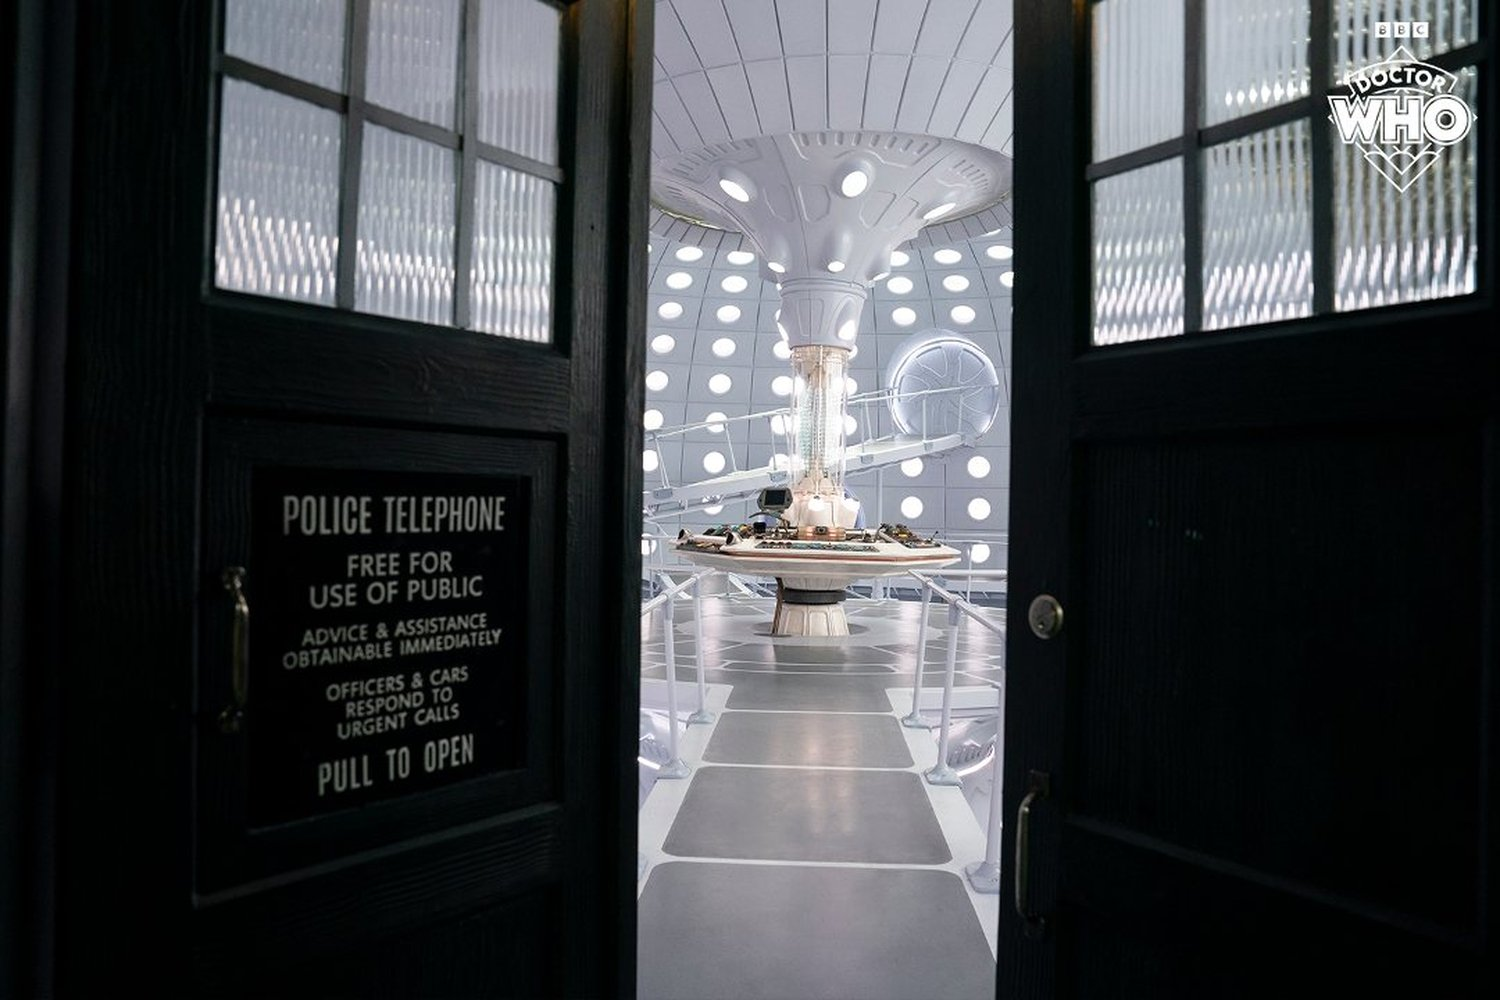 BBC
DOCTOR
WHO
POLICE TELEPHONE
FREE FOR
USE OF PUBLIC
ADVICE & ASSISTANCE
OBTAINABLE IMMEDIATELY
OFFICERS & CARS
RESPOND TO
URGENT CALLS
PULL TO OPEN